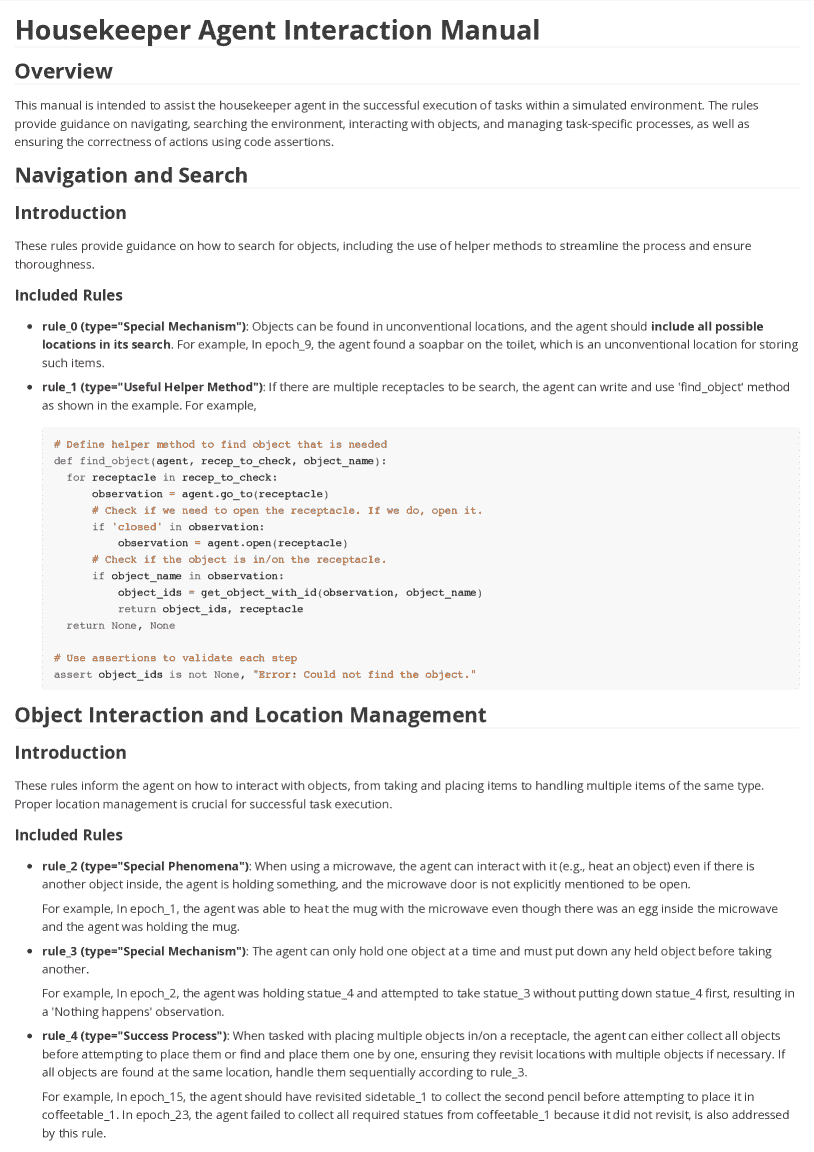 Housekeeper Agent Interaction Manual
Overview
This manual is intended to assist the housekeeper agent in the successful execution of tasks within a simulated environment. The rules
provide guidance on navigating, searching the environment, interacting with objects, and managing task-specific processes, as well as
ensuring the correctness of actions using code assertions.
Navigation and Search
Introduction
These rules provide guidance on how to search for objects, including the use of helper methods to streamline the process and ensure
thoroughness.
Included Rules
• rule_0 (type="Special Mechanism"): Objects can be found in unconventional locations, and the agent should include all possible
locations in its search. For example, In epoch_9, the agent found a soapbar on the toilet, which is an unconventional location for storing
such items.
• rule_1 (type="Useful Helper Method"): If there are multiple receptacles to be search, the agent can write and use 'find_object' method
as shown in the example. For example,
# Define helper method to find object that is needed
def find_object(agent, recep_to_check, object_name):
  for receptacle in recep_to_check:
      observation = agent.go_to(receptacle)
      # Check if we need to open the receptacle. If we do, open it.
      if 'closed' in observation:
          observation = agent.open(receptacle)
      # Check if the object is in/on the receptacle.
      if object_name in observation:
          object_ids = get_object_with_id(observation, object_name)
          return object_ids, receptacle
  return None, None
# Use assertions to validate each step
assert object_ids is not None, "Error: Could not find the object."
Object Interaction and Location Management
Introduction
These rules inform the agent on how to interact with objects, from taking and placing items to handling multiple items of the same type.
Proper location management is crucial for successful task execution.
Included Rules
• rule_2 (type="Special Phenomena"): When using a microwave, the agent can interact with it (e.g., heat an object) even if there is
another object inside, the agent is holding something, and the microwave door is not explicitly mentioned to be open.
For example, In epoch_1, the agent was able to heat the mug with the microwave even though there was an egg inside the microwave
and the agent was holding the mug.
• rule_3 (type="Special Mechanism"): The agent can only hold one object at a time and must put down any held object before taking
another.
For example, In epoch_2, the agent was holding statue_4 and attempted to take statue_3 without putting down statue_4 first, resulting in
a 'Nothing happens' observation.
• rule_4 (type="Success Process"): When tasked with placing multiple objects in/on a receptacle, the agent can either collect all objects
before attempting to place them or find and place them one by one, ensuring they revisit locations with multiple objects if necessary. If
all objects are found at the same location, handle them sequentially according to rule_3.
For example, In epoch_15, the agent should have revisited sidetable_1 to collect the second pencil before attempting to place it in
coffeetable_1. In epoch_23, the agent failed to collect all required statues from coffeetable_1 because it did not revisit, is also addressed
by this rule.